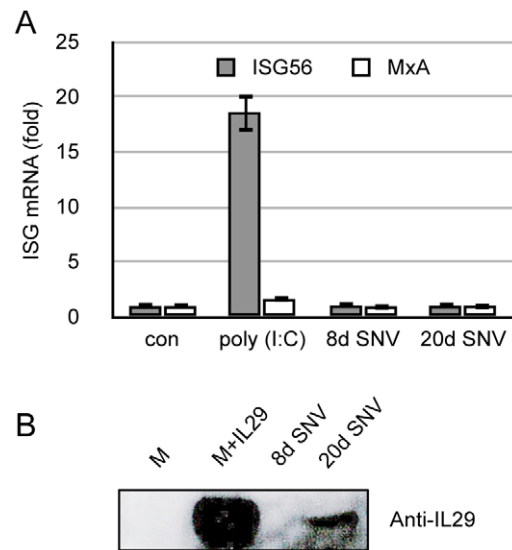 A
25
ISG56 MxA
20
15
10
5
0
ISG mRNA (fold)
con poly (I:C) 8d SNV 20d SNV
B
M M+IL29 8d SNV 20d SNV
Anti-IL29